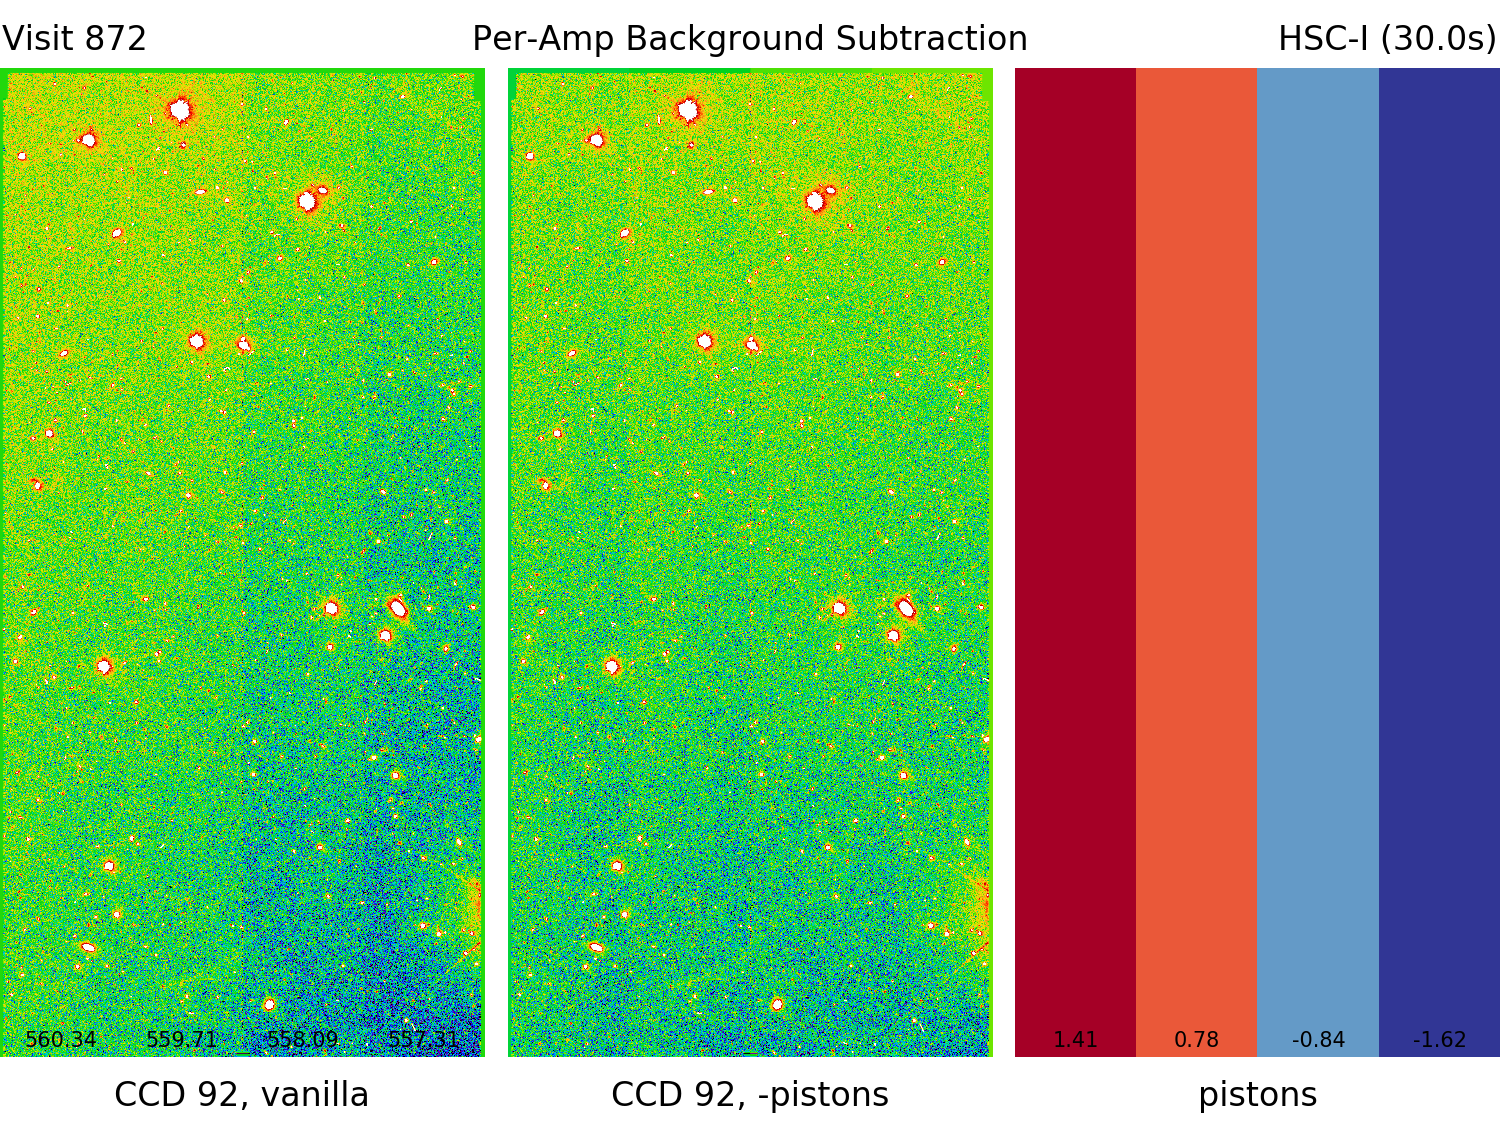 Visit 872 Per-Amp Background Subtraction HSC-I (30.0s)
560.34 559.71 558.09 557.31 1.41 0.78 -0.84 -1.62
CCD 92, vanilla CCD 92, -pistons pistons